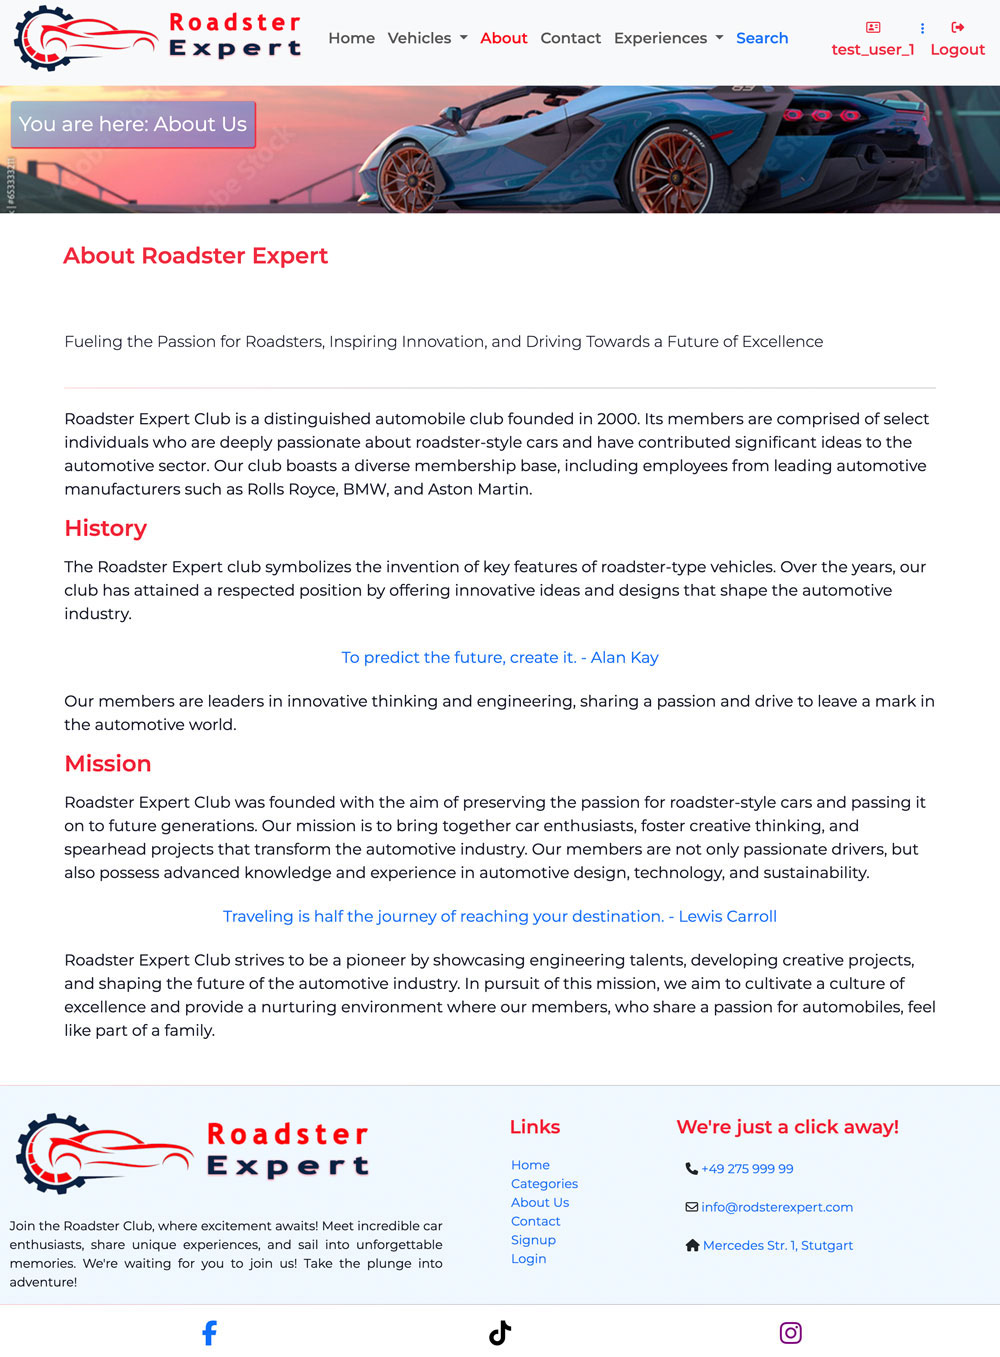 Roadster
Expert
Home Vehicles About Contact Experiences Search
test_user_1 Logout
You are here: About Us
83
Adobe Stock
#653333211
About Roadster Expert
Fueling the Passion for Roadsters, Inspiring Innovation, and Driving Towards a Future of Excellence
Roadster Expert Club is a distinguished automobile club founded in 2000. Its members are comprised of select
individuals who are deeply passionate about roadster-style cars and have contributed significant ideas to the
automotive sector. Our club boasts a diverse membership base, including employees from leading automotive
manufacturers such as Rolls Royce, BMW, and Aston Martin.
History
The Roadster Expert club symbolizes the invention of key features of roadster-type vehicles. Over the years, our
club has attained a respected position by offering innovative ideas and designs that shape the automotive
industry.
To predict the future, create it. - Alan Kay
Our members are leaders in innovative thinking and engineering, sharing a passion and drive to leave a mark in
the automotive world.
Mission
Roadster Expert Club was founded with the aim of preserving the passion for roadster-style cars and passing it
on to future generations. Our mission is to bring together car enthusiasts, foster creative thinking, and
spearhead projects that transform the automotive industry. Our members are not only passionate drivers, but
also possess advanced knowledge and experience in automotive design, technology, and sustainability.
Traveling is half the journey of reaching your destination. - Lewis Carroll
Roadster Expert Club strives to be a pioneer by showcasing engineering talents, developing creative projects,
and shaping the future of the automotive industry. In pursuit of this mission, we aim to cultivate a culture of
excellence and provide a nurturing environment where our members, who share a passion for automobiles, feel
like part of a family.
Roadster
Expert
Join the Roadster Club, where excitement awaits! Meet incredible car
enthusiasts, share unique experiences, and sail into unforgettable
memories. We're waiting for you to join us! Take the plunge into
adventure!
Links
Home
Categories
About Us
Contact
Signup
Login
We're just a click away!
+49 275 999 99
info@rodsterexpert.com
Mercedes Str. 1, Stutgart